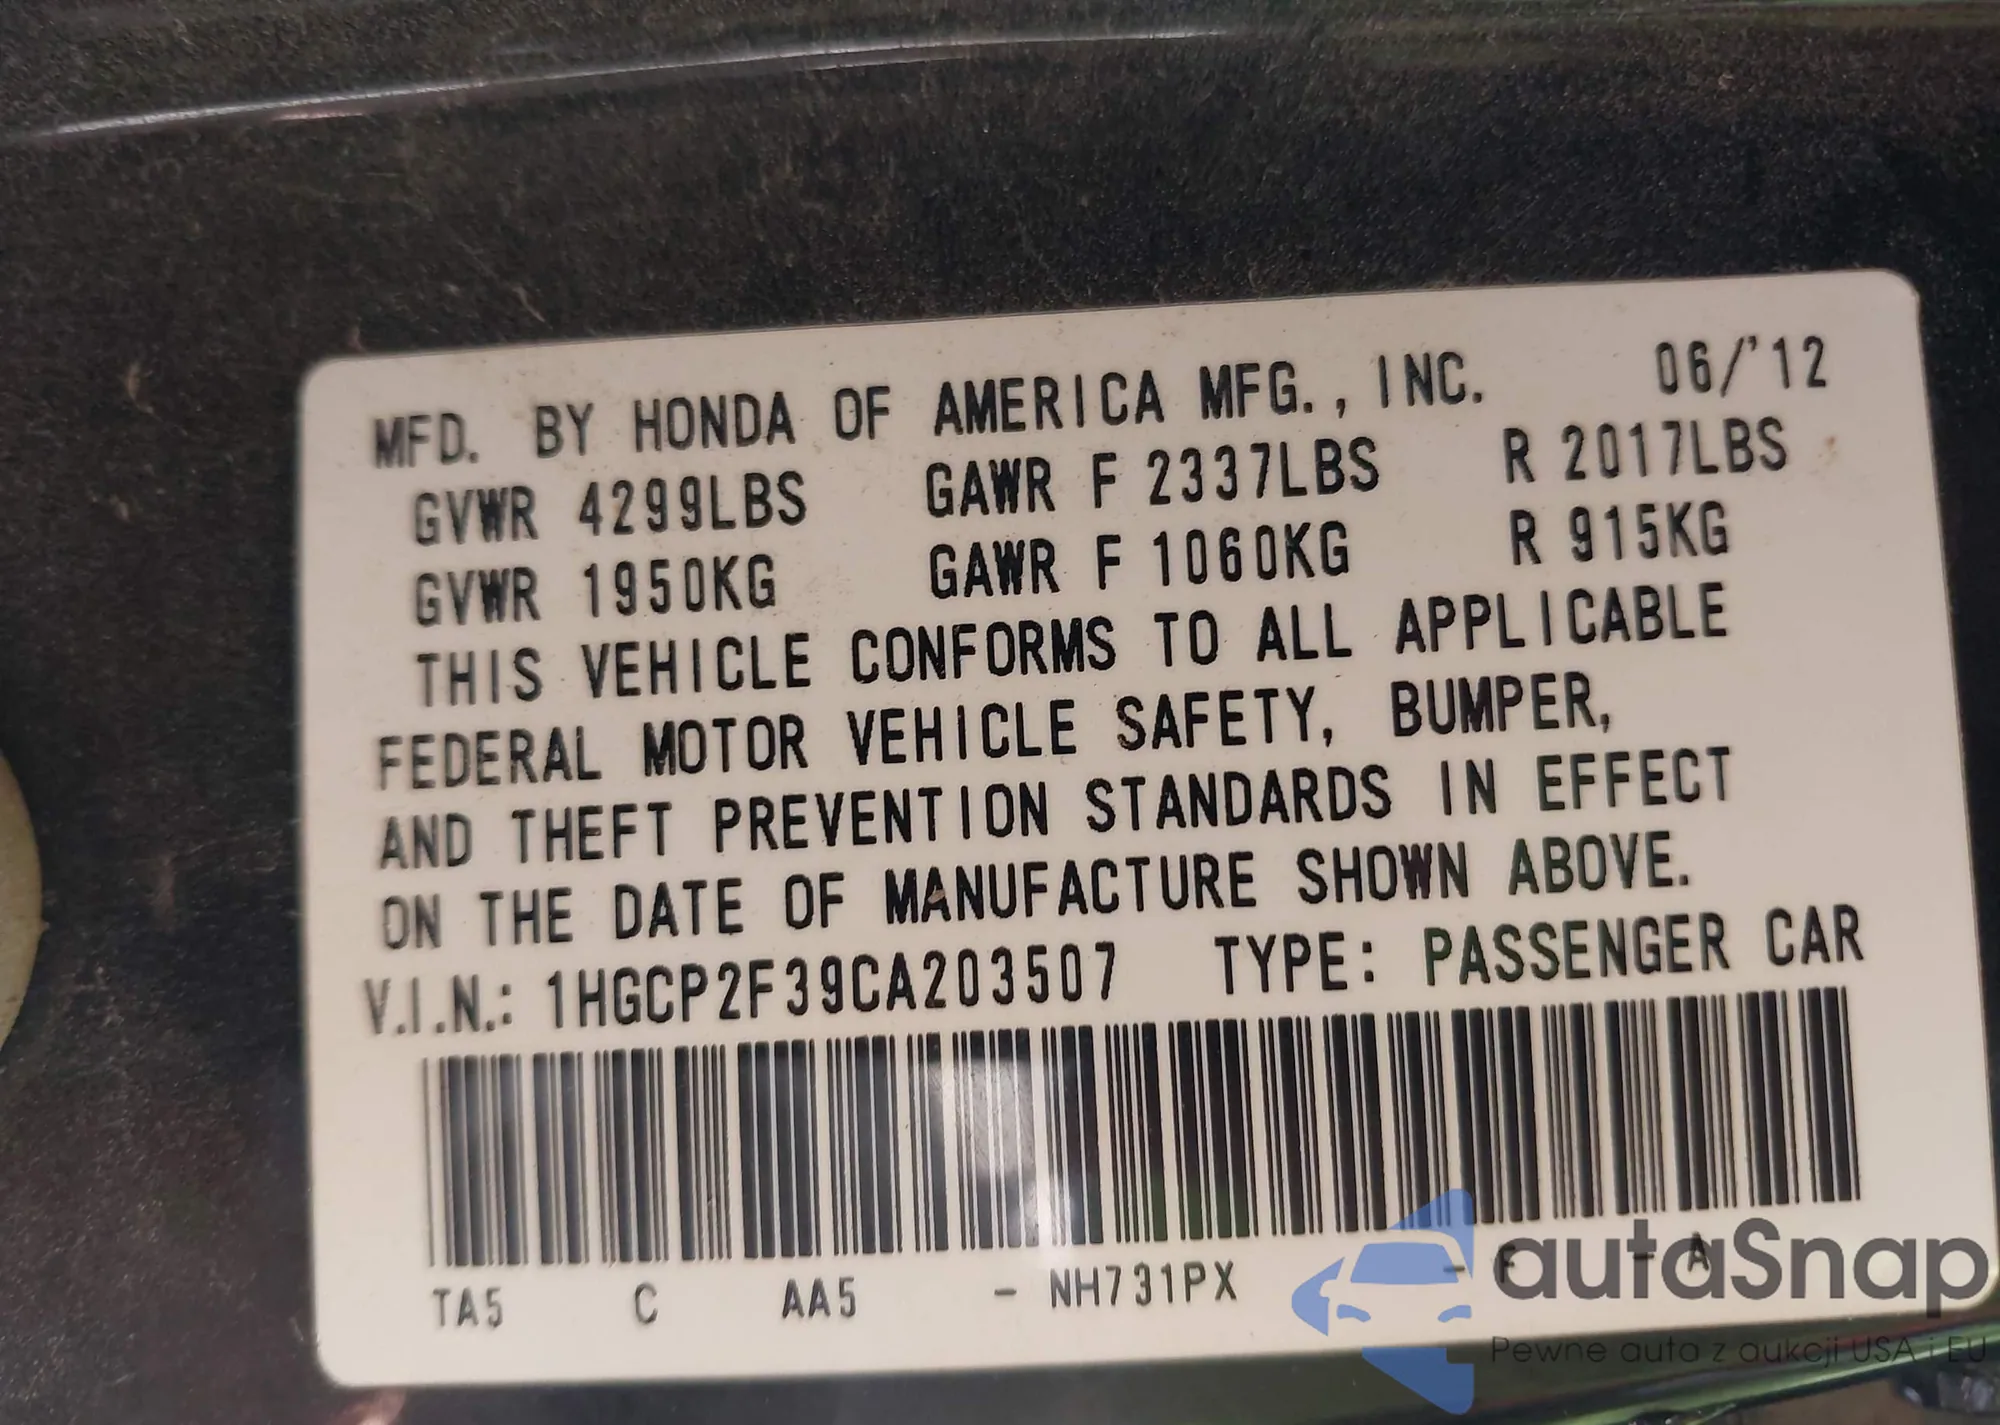 MFD. BY HONDA OF AMERICA MFG., INC. 06/'12
GVWR 4299LBS GAWR F 2337LBS R 2017LBS
GVWR 1950KG GAWR F 1060KG R 915KG
THIS VEHICLE CONFORMS TO ALL APPLICABLE
FEDERAL MOTOR VEHICLE SAFETY, BUMPER,
AND THEFT PREVENTION STANDARDS IN EFFECT
ON THE DATE OF MANUFACTURE SHOWN ABOVE.
V.I.N.: 1HGCP2F39CA203507 TYPE: PASSENGER CAR
TA5 C AA5 - NH731PX - F - A
autaSnap
Pewne auta z aukcji USA i EU